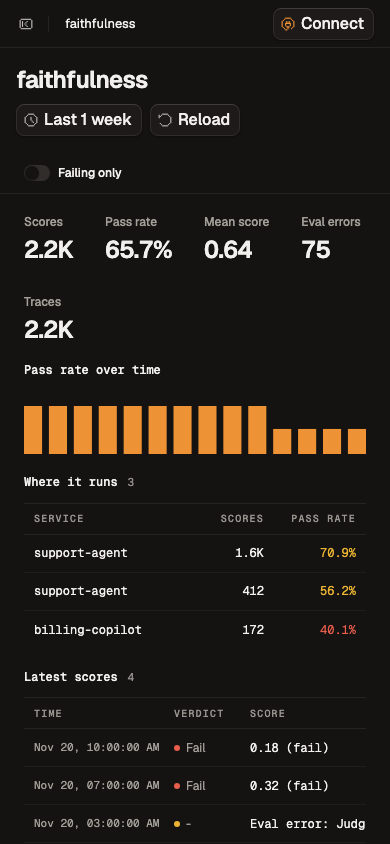 faithfulness
Connect
faithfulness
Last 1 week
Reload
Failing only
Scores Pass rate Mean score Eval errors
2.2K 65.7% 0.64 75
Traces
2.2K
Pass rate over time
Where it runs 3
SERVICE SCORES PASS RATE
support-agent 1.6K 70.9%
support-agent 412 56.2%
billing-copilot 172 40.1%
Latest scores 4
TIME VERDICT SCORE
Nov 20, 10:00:00 AM Fail 0.18 (fail)
Nov 20, 07:00:00 AM Fail 0.32 (fail)
Nov 20, 03:00:00 AM - Eval error: Judg